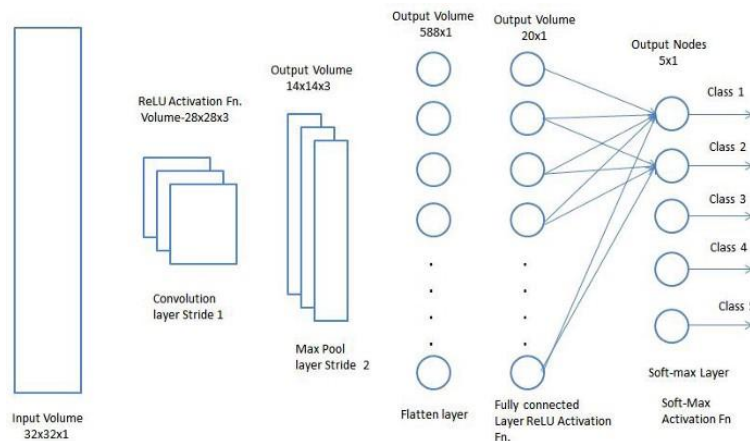 Input Volume
32x32x1
ReLU Activation Fn.
Volume-28x28x3
Convolution
layer Stride 1
Output Volume
14x14x3
Max Pool
layer Stride 2
Output Volume
588x1
Flatten layer
Output Volume
20x1
Fully connected
Layer ReLU Activation
Fn.
Output Nodes
5x1
Class 1
Class 2
Class 3
Class 4
Class
Soft-max Layer
Soft-Max
Activation Fn